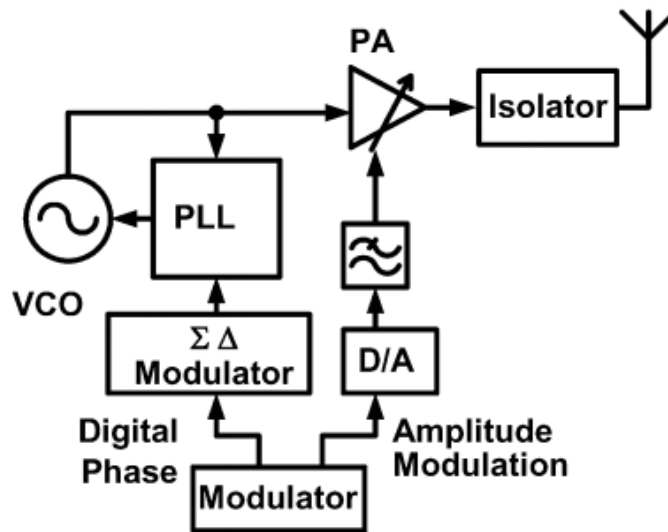 PA
Isolator
PLL
VCO
Σ Δ
Modulator
D/A
Digital
Phase
Amplitude
Modulation
Modulator